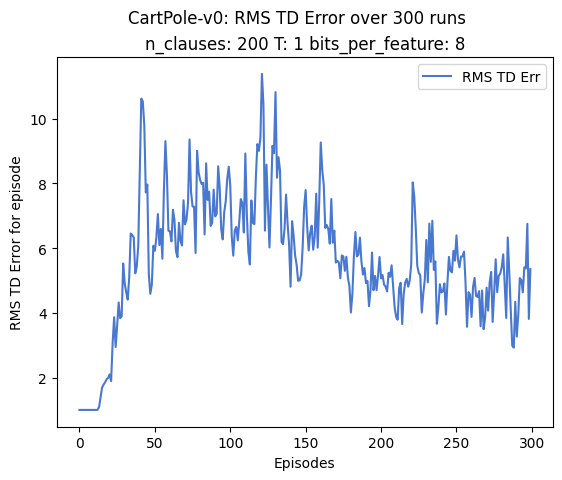 CartPole-v0: RMS TD Error over 300 runs
n_clauses: 200 T: 1 bits_per_feature: 8
RMS TD Err
RMS TD Error for episode
10
8
6
4
2
0
50
100
150
200
250
300
Episodes